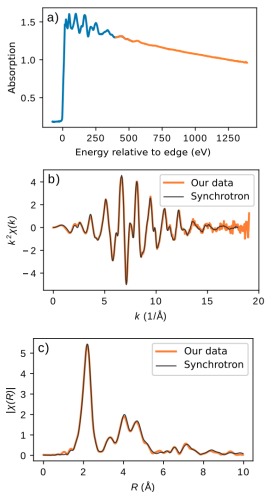 a)
1.5
1.0
0.5
Absorption
0 250 500 750 1000 1250
Energy relative to edge (eV)
b)
Our data
Synchrotron
4
2
0
−2
−4
k²χ(k)
0 5 10 15 20
k (1/Å)
c)
Our data
Synchrotron
5
4
3
2
1
0
|χ(R)|
0 2 4 6 8 10
R (Å)